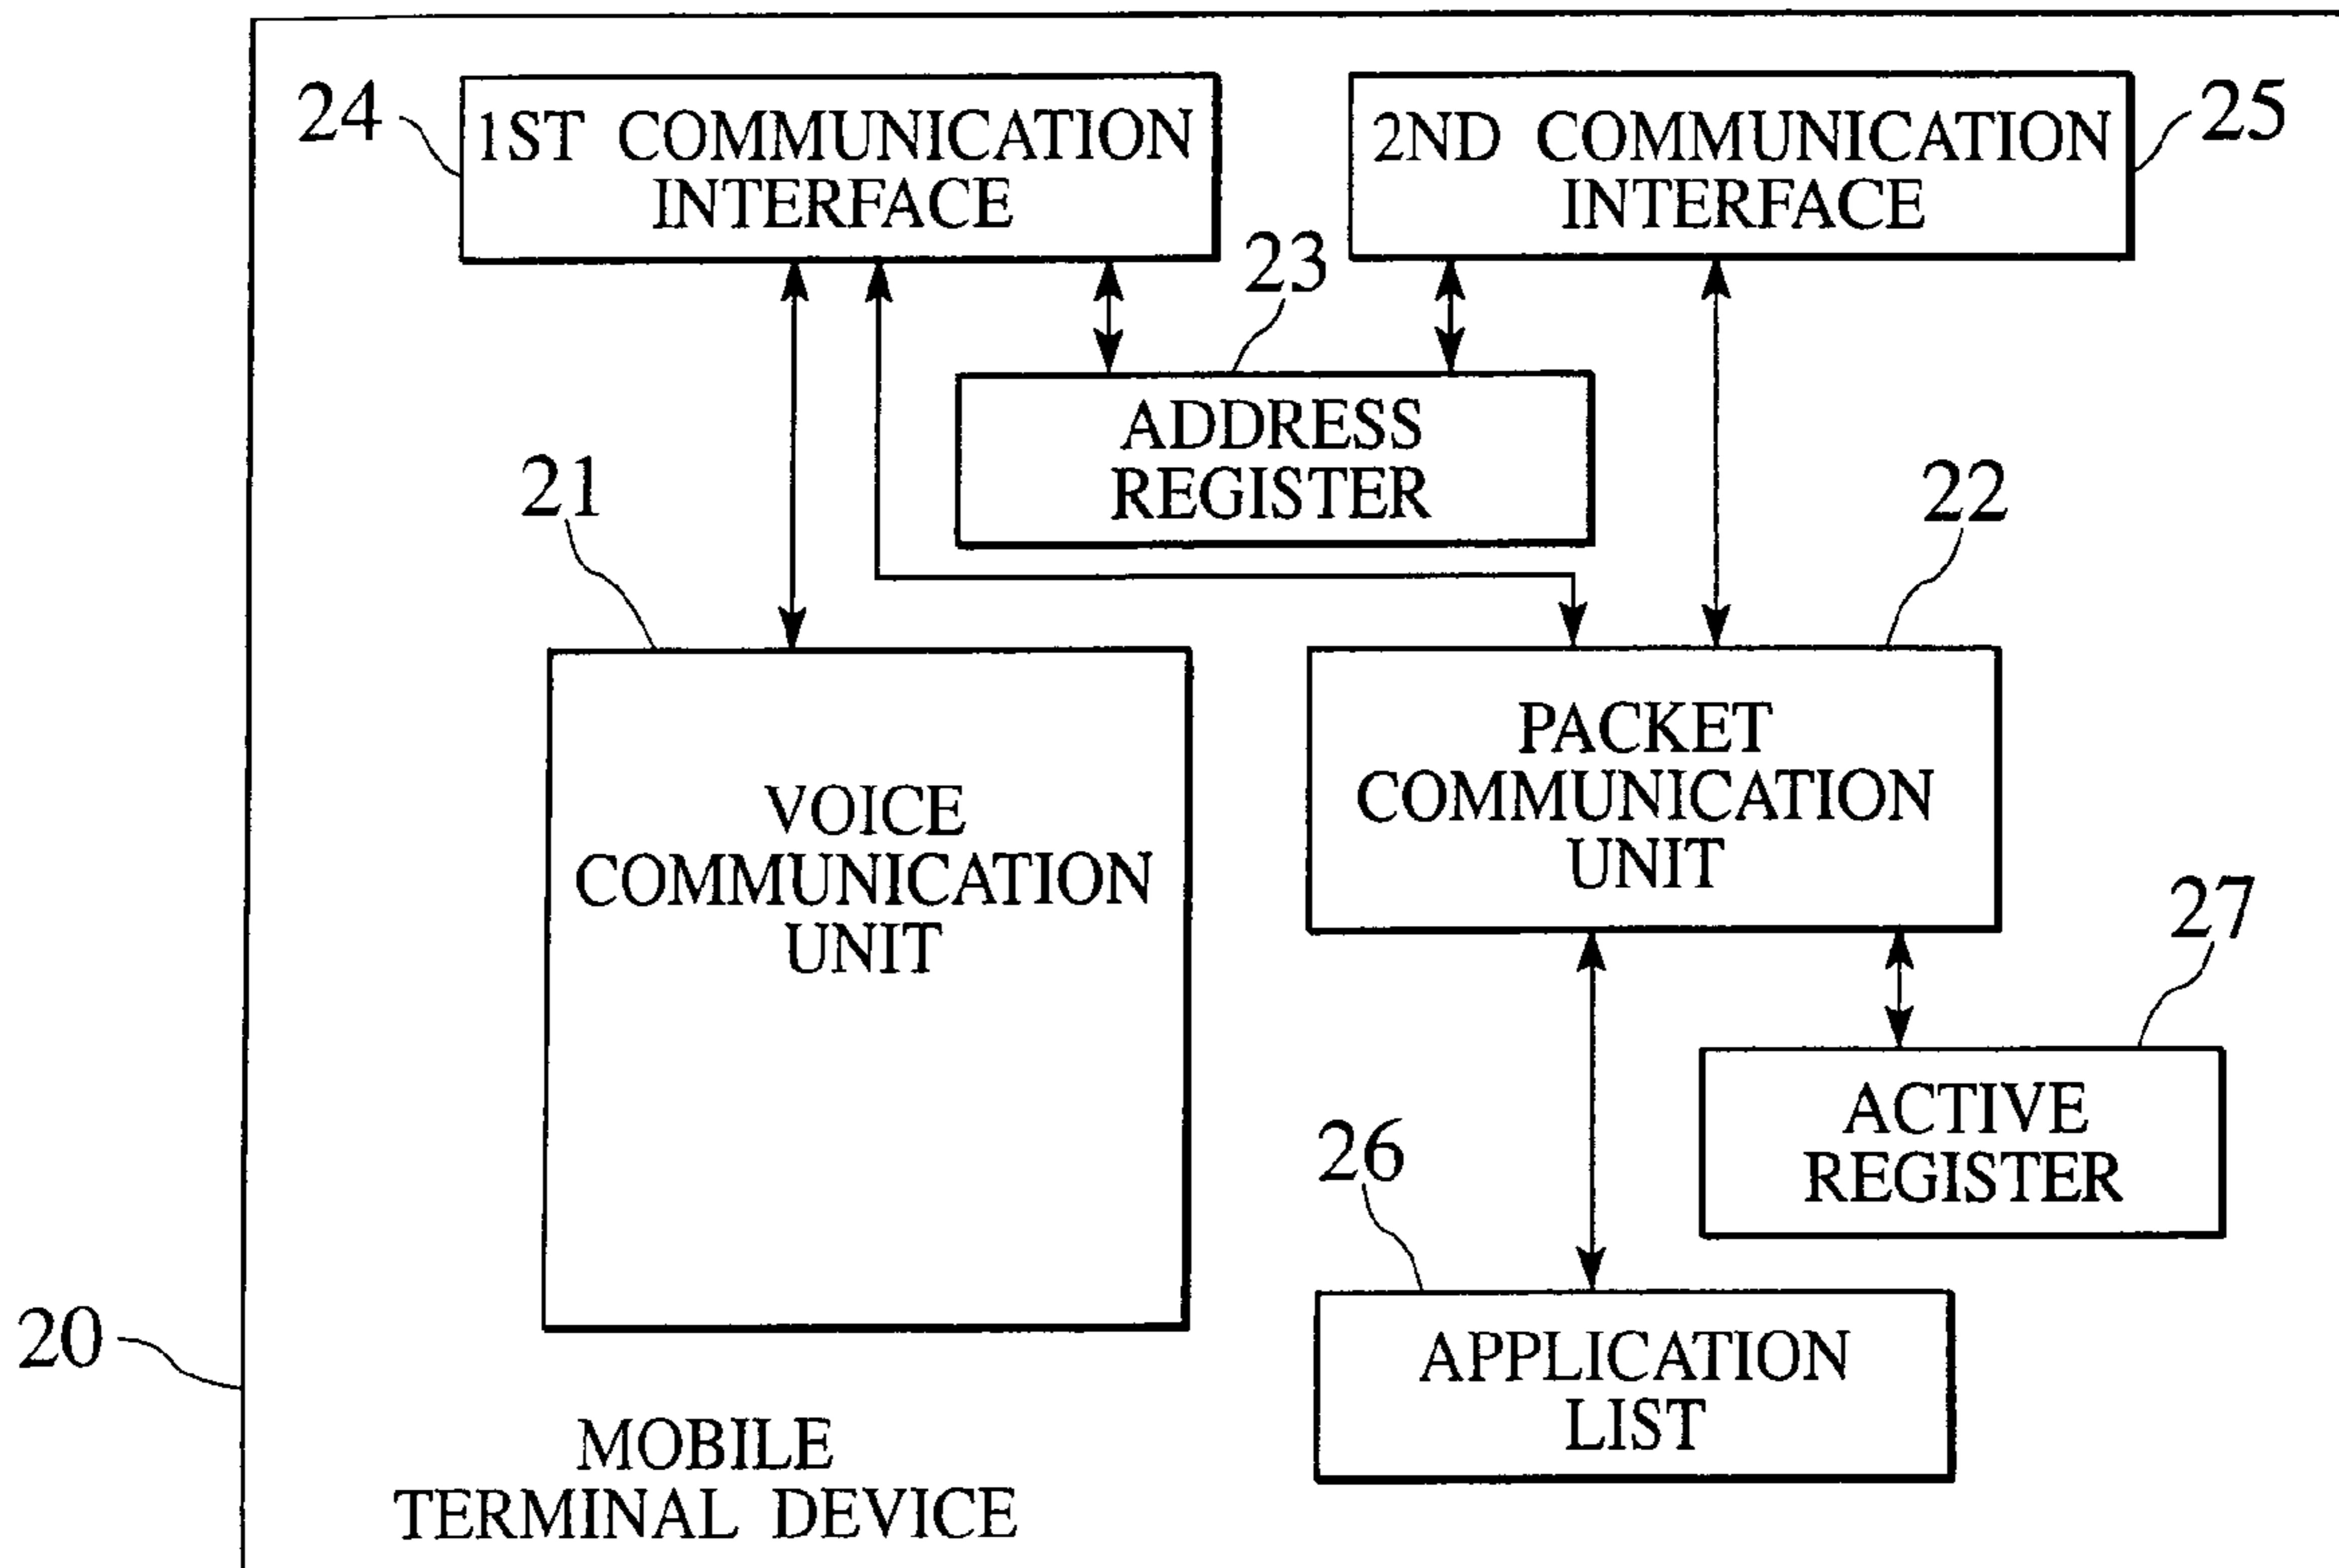 24
1ST COMMUNICATION
INTERFACE
2ND COMMUNICATION
INTERFACE
25
23
ADDRESS
REGISTER
21
22
VOICE
COMMUNICATION
UNIT
PACKET
COMMUNICATION
UNIT
27
ACTIVE
REGISTER
26
APPLICATION
LIST
20
MOBILE
TERMINAL DEVICE